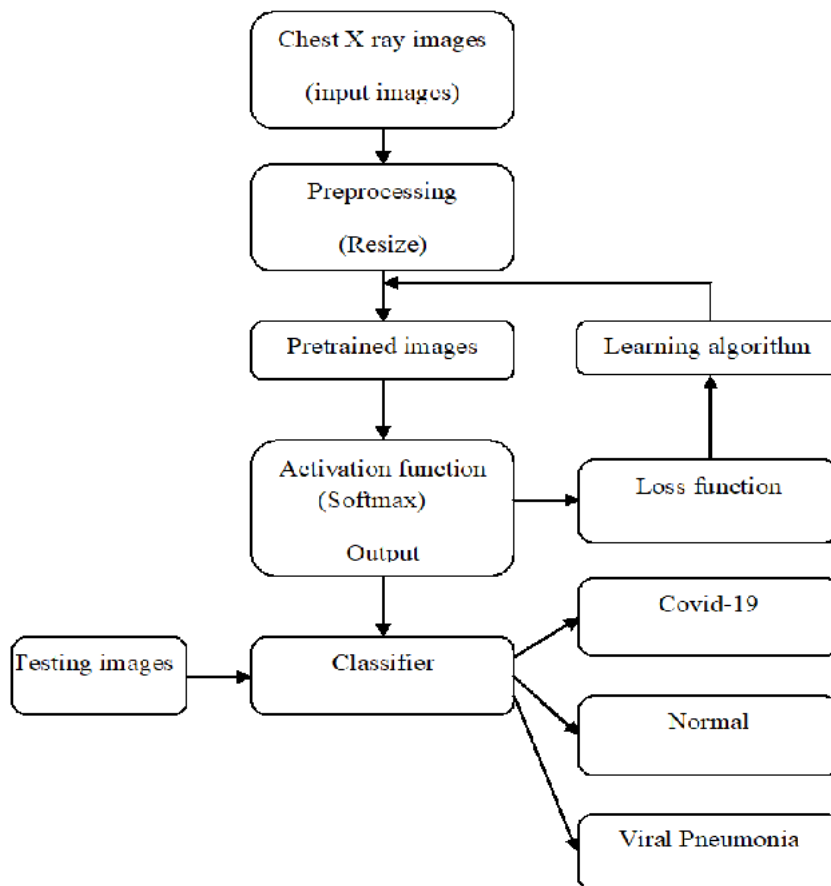 Chest X ray images
(input images)
Preprocessing
(Resize)
Pretrained images
Learning algorithm
Activation function
(Softmax)
Output
Loss function
Covid-19
Testing images
Classifier
Normal
Viral Pneumonia